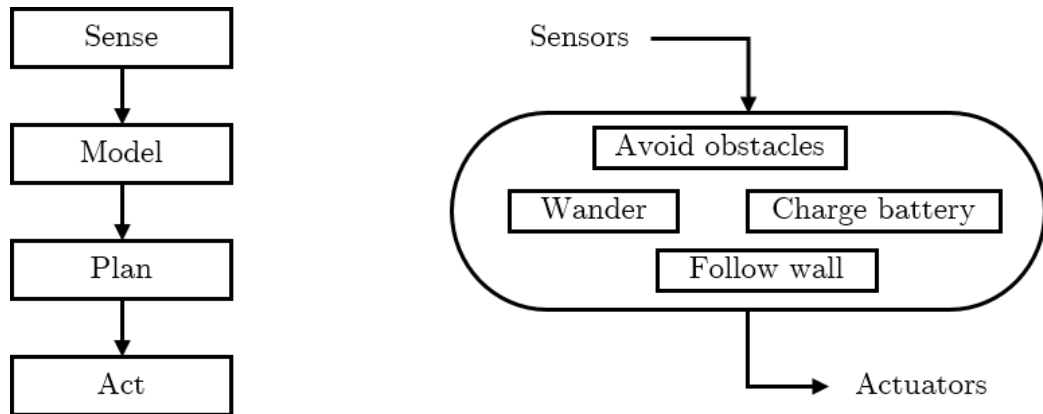 Sense
Model
Plan
Act
Sensors
Avoid obstacles
Wander
Charge battery
Follow wall
Actuators